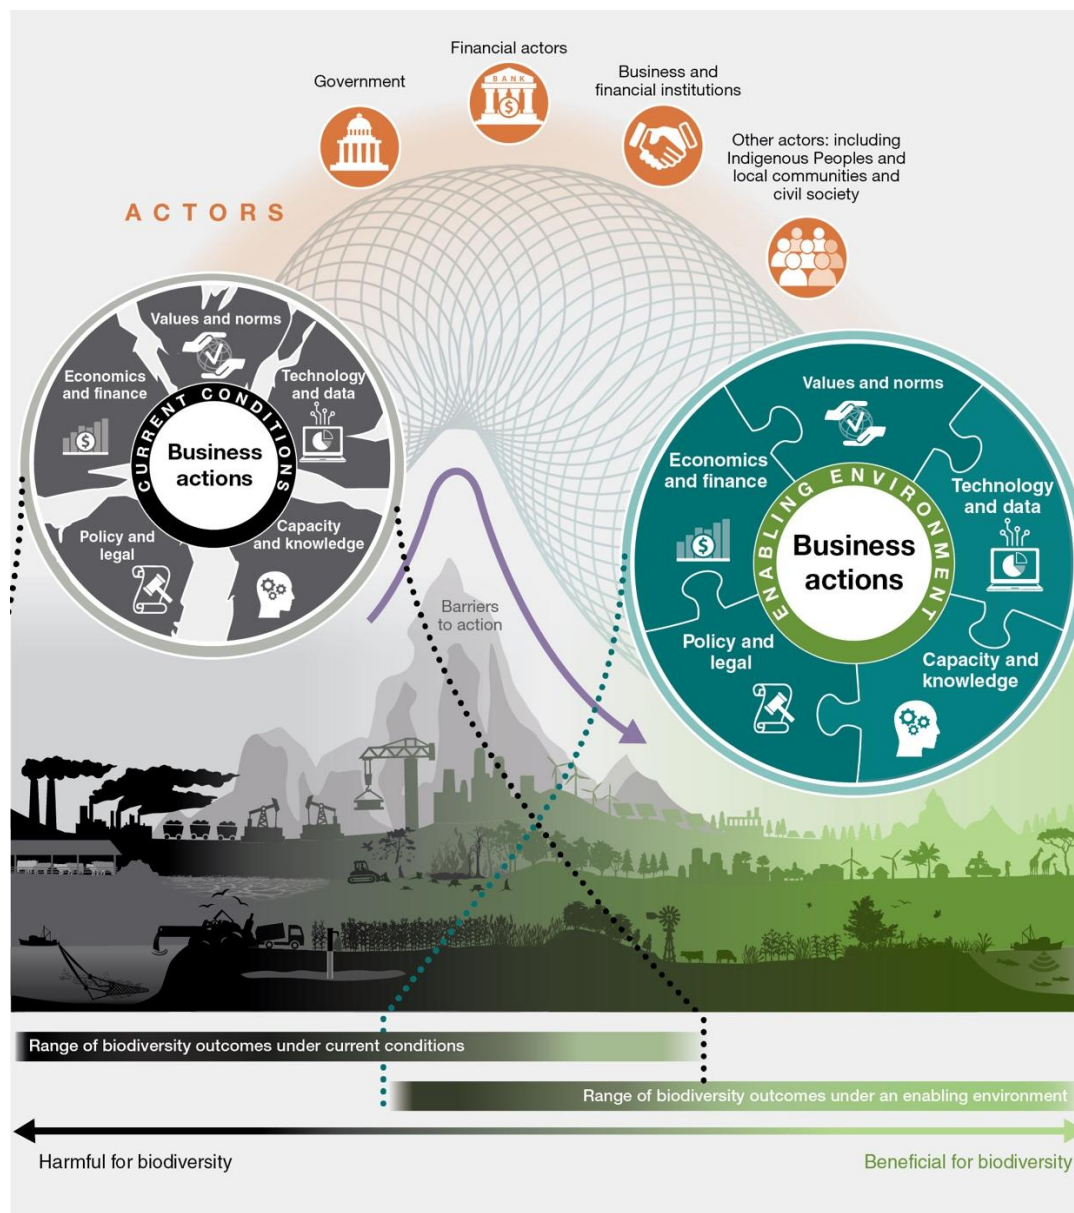 Financial actors
Government
BANK
Business and
financial institutions
Other actors: including
Indigenous Peoples and
local communities and
civil society
ACTORS
Values and norms
Economics
and finance
Technology
and data
CURRENT CONDITIONS
Business
actions
Policy and
legal
Capacity
and knowledge
Values and norms
Economics
and finance
Technology
and data
ENABLING ENVIRONMENT
Business
actions
Policy and
legal
Capacity and
knowledge
Barriers
to action
Range of biodiversity outcomes under current conditions
Range of biodiversity outcomes under an enabling environment
Harmful for biodiversity
Beneficial for biodiversity